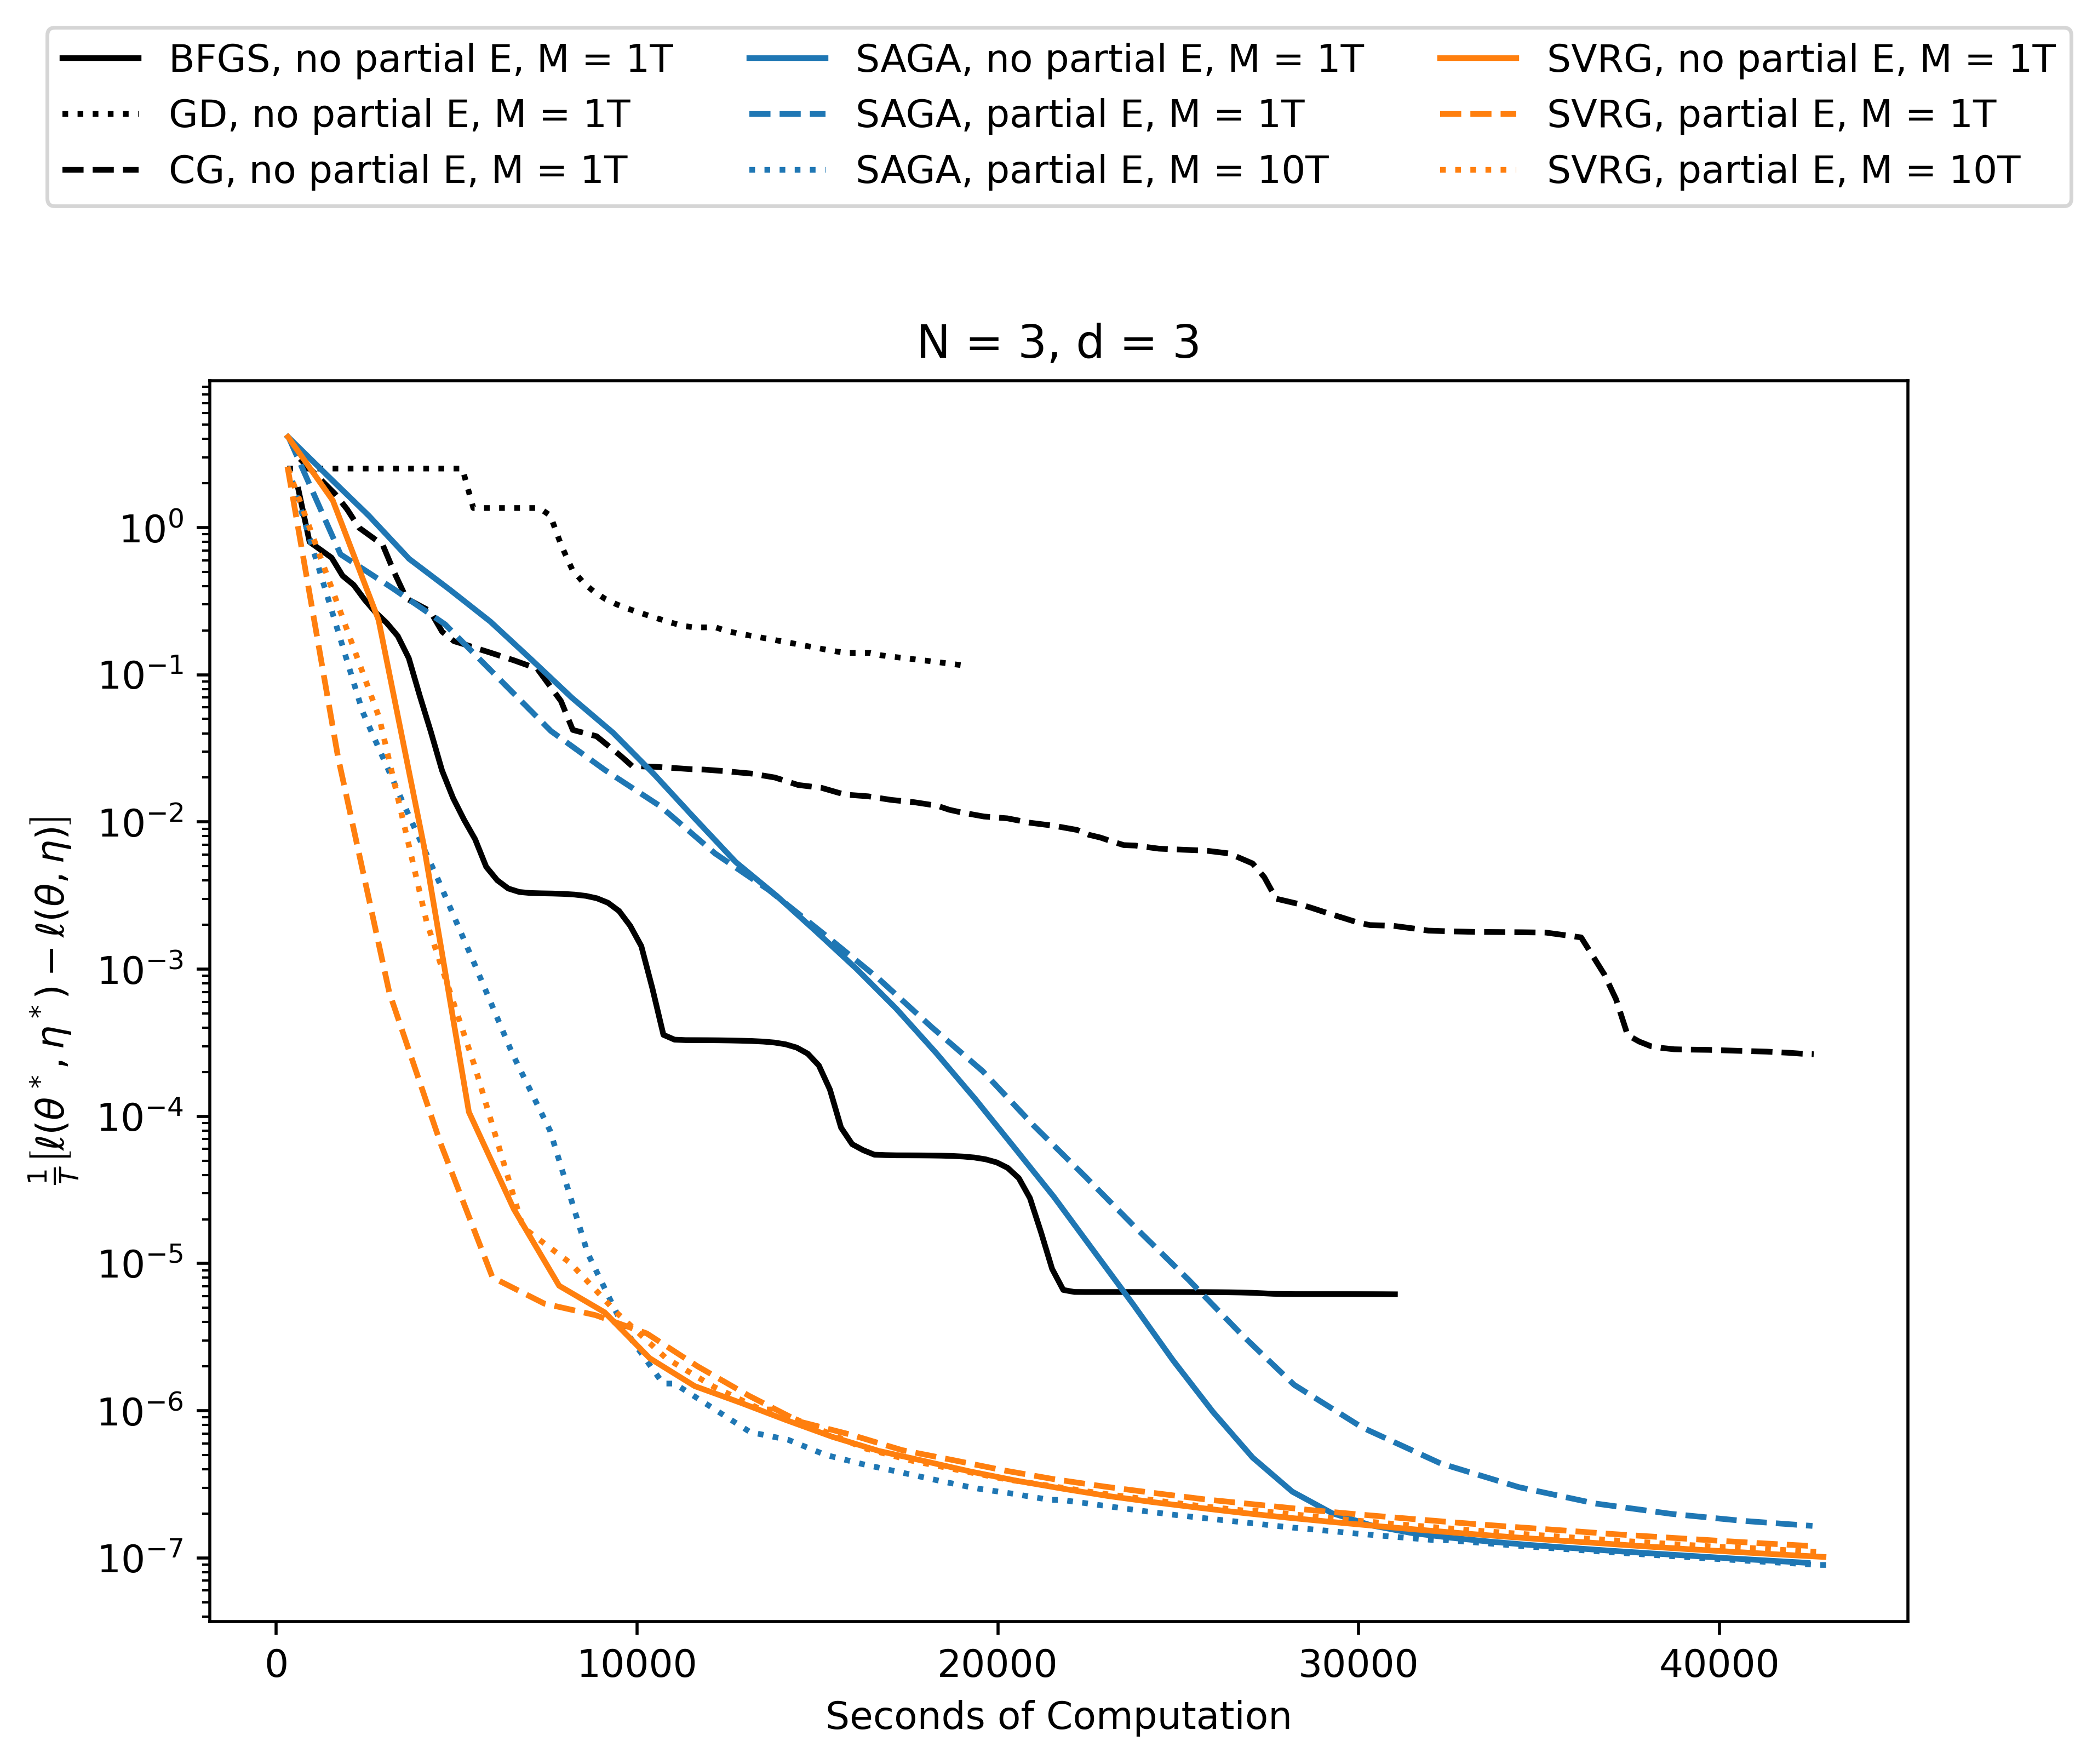 BFGS, no partial E, M = 1T
GD, no partial E, M = 1T
CG, no partial E, M = 1T
SAGA, no partial E, M = 1T
SAGA, partial E, M = 1T
SAGA, partial E, M = 10T
SVRG, no partial E, M = 1T
SVRG, partial E, M = 1T
SVRG, partial E, M = 10T
N = 3, d = 3
10⁰
10⁻¹
10⁻²
10⁻³
10⁻⁴
10⁻⁵
10⁻⁶
10⁻⁷
1/T [ℓ(θ*, η*) − ℓ(θ, η)]
0 10000 20000 30000 40000
Seconds of Computation